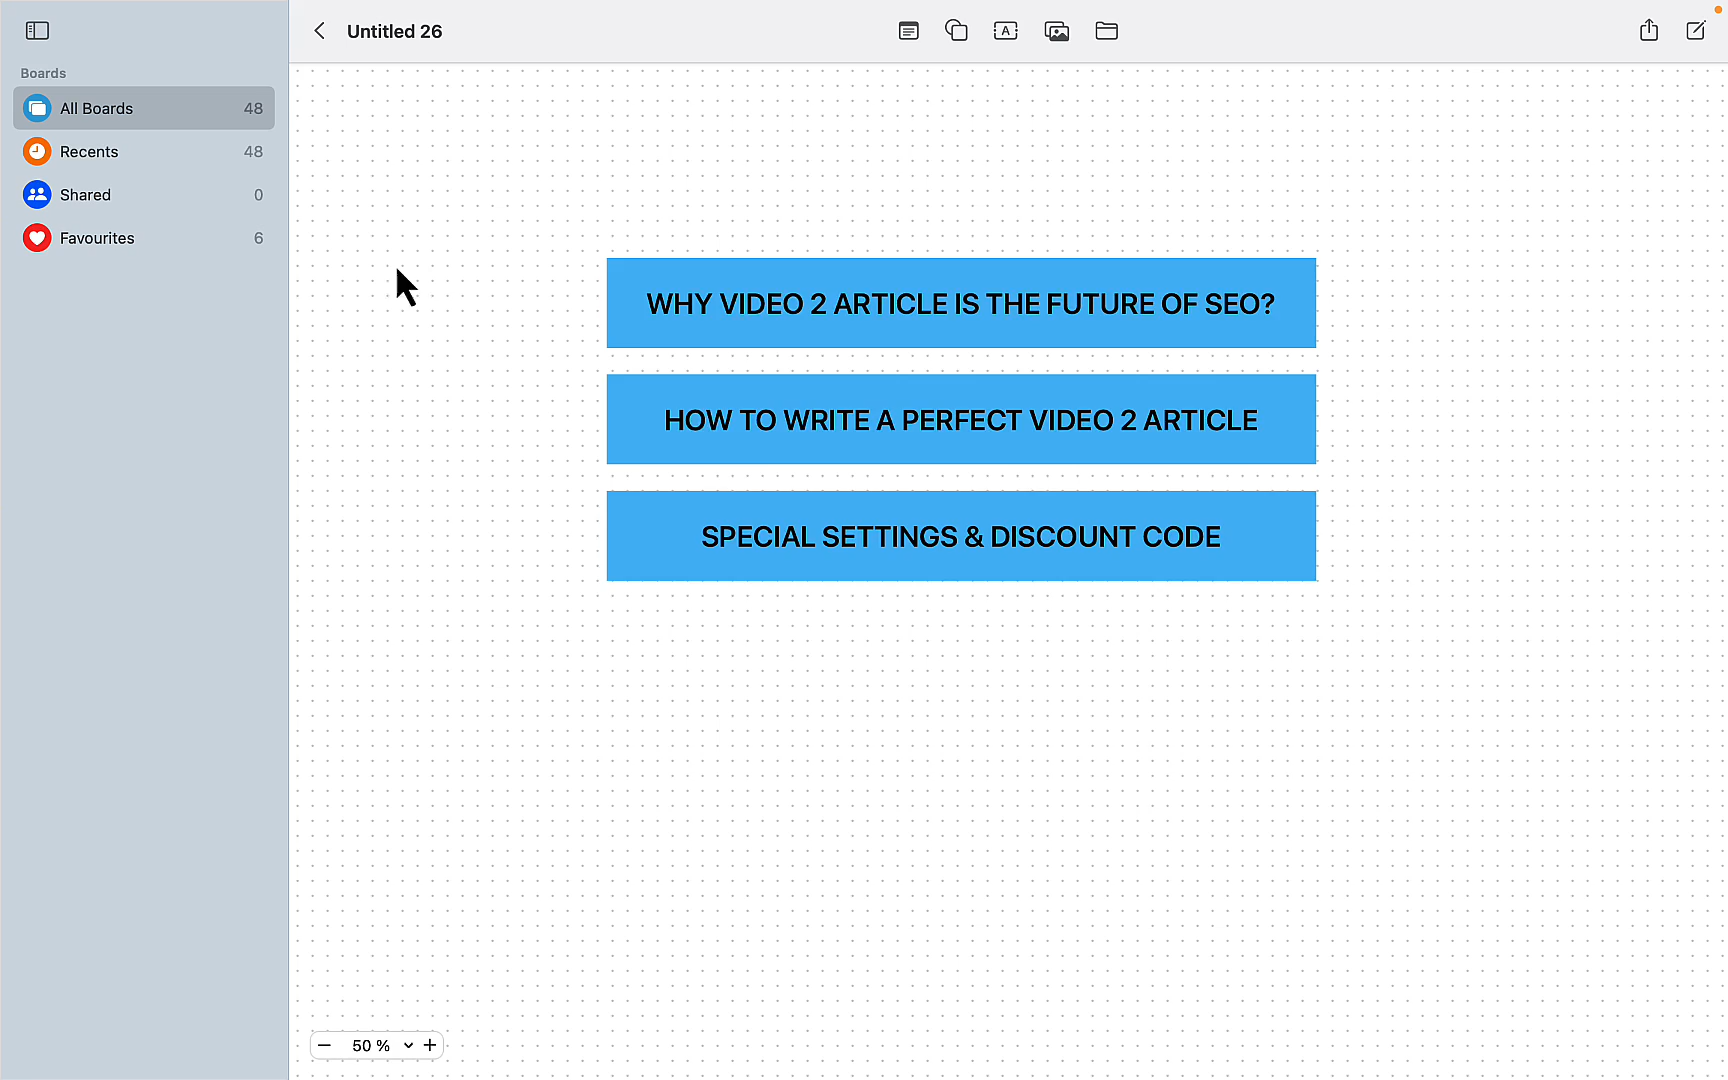 Untitled 26
A
Boards
All Boards 48
Recents 48
Shared 0
Favourites 6
WHY VIDEO 2 ARTICLE IS THE FUTURE OF SEO?
HOW TO WRITE A PERFECT VIDEO 2 ARTICLE
SPECIAL SETTINGS & DISCOUNT CODE
50 %